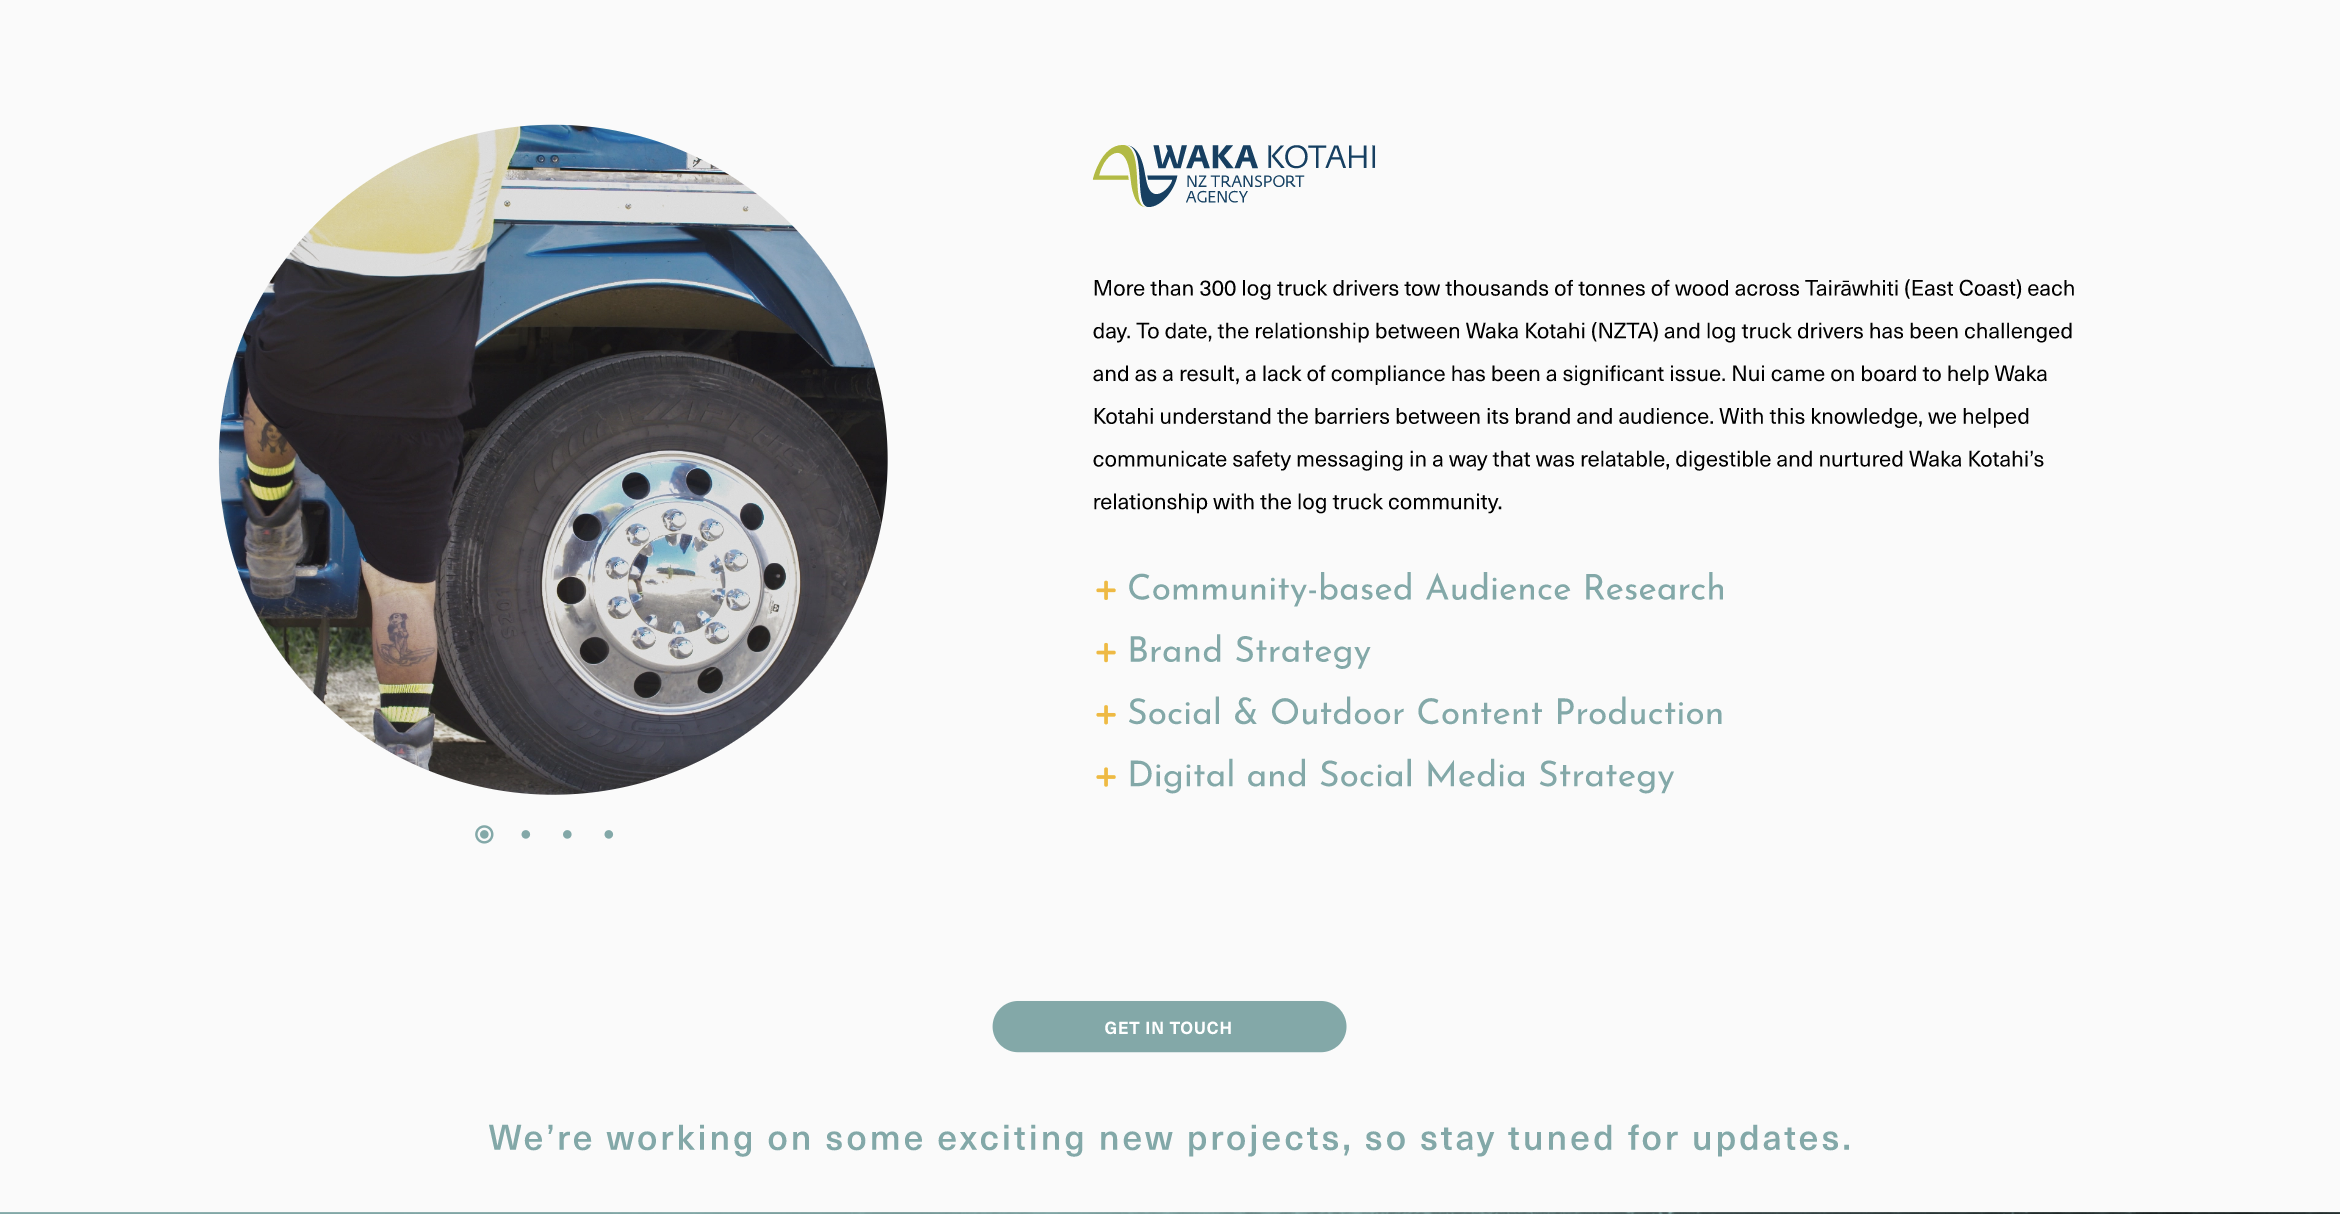 WAKA KOTAHI
NZ TRANSPORT
AGENCY
More than 300 log truck drivers tow thousands of tonnes of wood across Tairāwhiti (East Coast) each
day. To date, the relationship between Waka Kotahi (NZTA) and log truck drivers has been challenged
and as a result, a lack of compliance has been a significant issue. Nui came on board to help Waka
Kotahi understand the barriers between its brand and audience. With this knowledge, we helped
communicate safety messaging in a way that was relatable, digestible and nurtured Waka Kotahi’s
relationship with the log truck community.
+ Community-based Audience Research
+ Brand Strategy
+ Social & Outdoor Content Production
+ Digital and Social Media Strategy
GET IN TOUCH
We’re working on some exciting new projects, so stay tuned for updates.